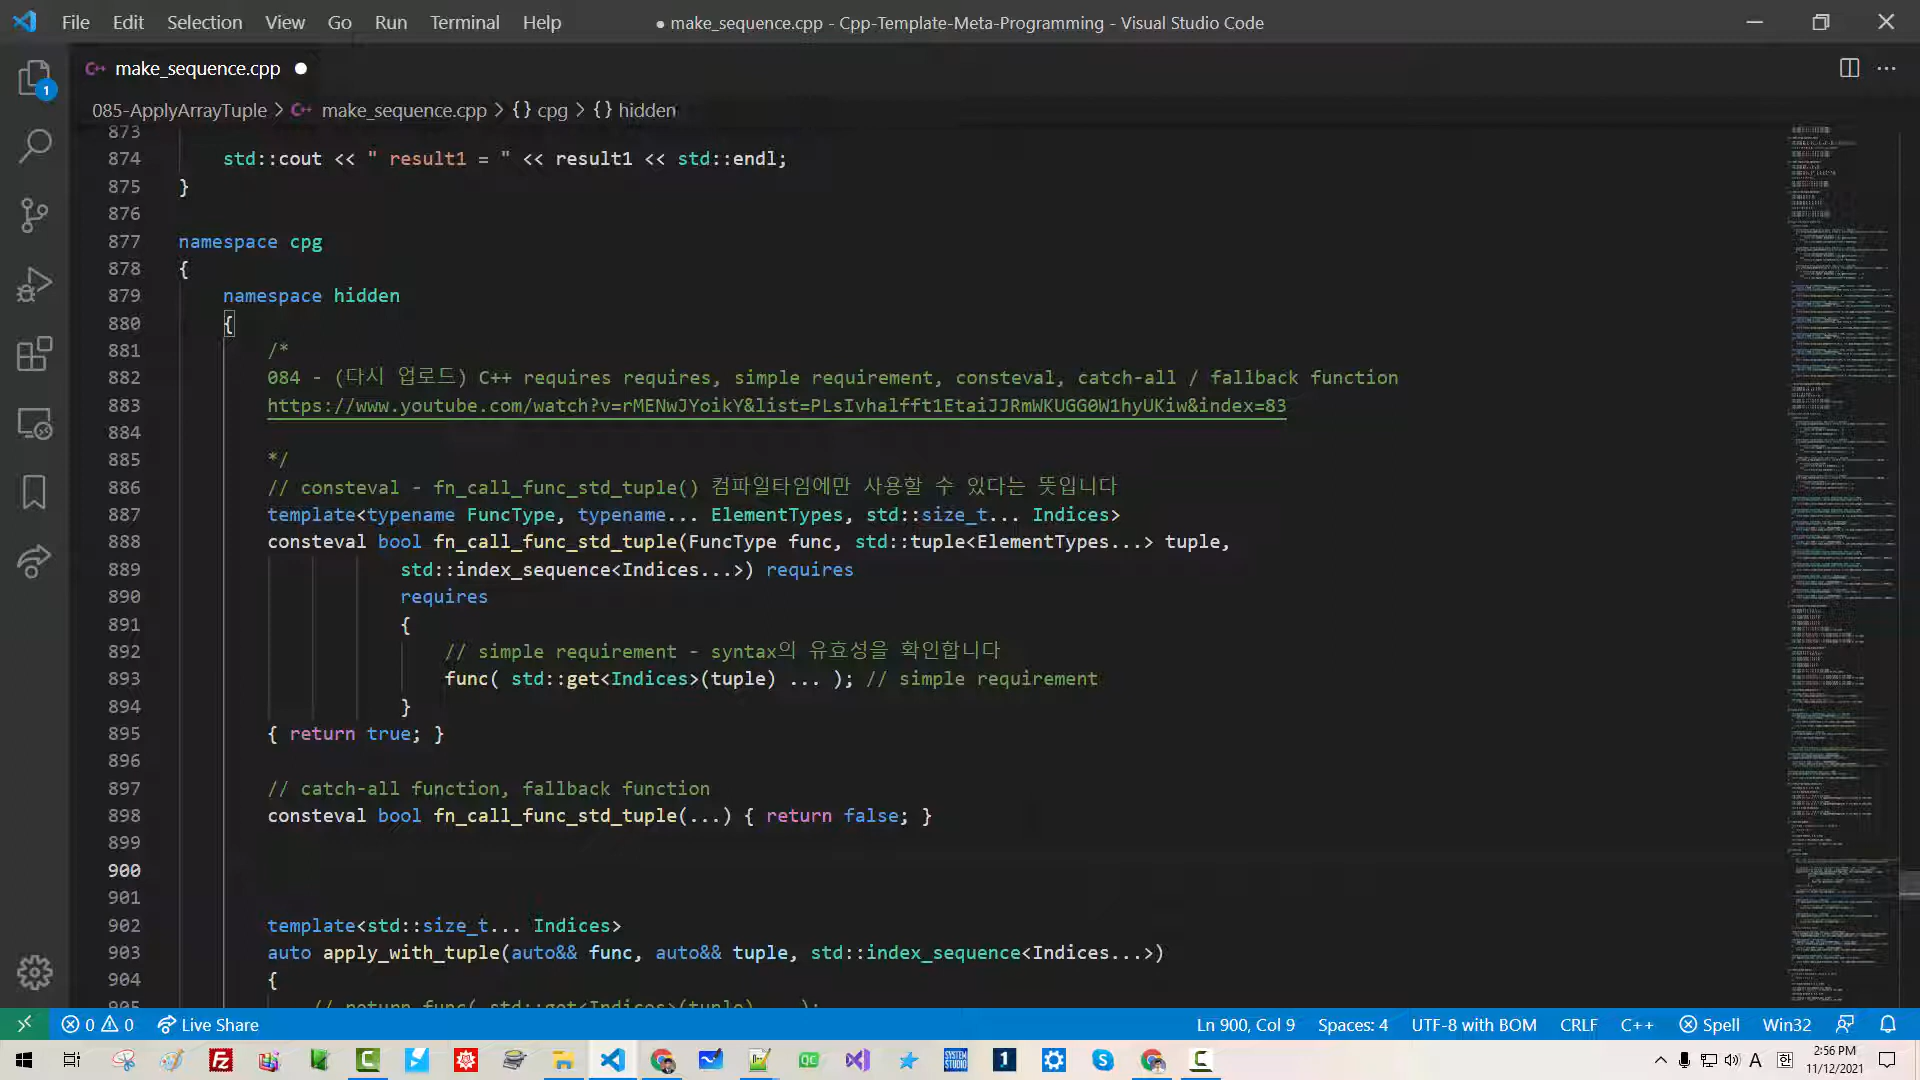 File Edit Selection View Go Run Terminal Help
● make_sequence.cpp - Cpp-Template-Meta-Programming - Visual Studio Code
make_sequence.cpp
085-ApplyArrayTuple > make_sequence.cpp > {} cpg > {} hidden
873
874 std::cout << " result1 = " << result1 << std::endl;
875 }
876
877 namespace cpg
878 {
879 namespace hidden
880 {
881 /*
882 084 - (다시 업로드) C++ requires requires, simple requirement, consteval, catch-all / fallback function
883 https://www.youtube.com/watch?v=rMENwJYoikY&list=PLsIvhalfft1EtaiJJRmWKUGG0W1hyUKiw&index=83
884
885 */
886 // consteval - fn_call_func_std_tuple() 컴파일타임에만 사용할 수 있다는 뜻입니다
887 template<typename FuncType, typename... ElementTypes, std::size_t... Indices>
888 consteval bool fn_call_func_std_tuple(FuncType func, std::tuple<ElementTypes...> tuple,
889 std::index_sequence<Indices...>) requires
890 requires
891 {
892 // simple requirement - syntax의 유효성을 확인합니다
893 func( std::get<Indices>(tuple) ... ); // simple requirement
894 }
895 { return true; }
896
897 // catch-all function, fallback function
898 consteval bool fn_call_func_std_tuple(...) { return false; }
899
900
901
902 template<std::size_t... Indices>
903 auto apply_with_tuple(auto&& func, auto&& tuple, std::index_sequence<Indices...>)
904 {
905 // return func( std::get<Indices>(tuple)... );
0 0 Live Share Ln 900, Col 9 Spaces: 4 UTF-8 with BOM CRLF C++ Spell Win32
2:56 PM
11/12/2021